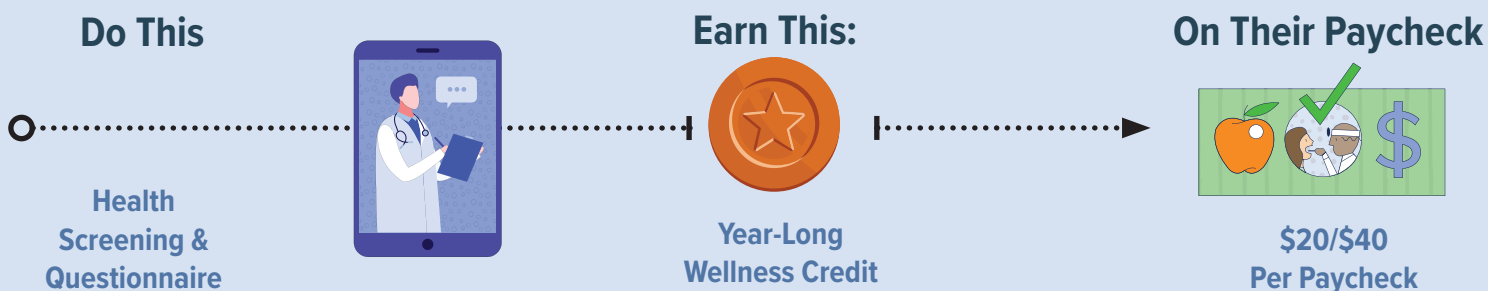 Do This
Health
Screening &
Questionnaire
Earn This:
Year-Long
Wellness Credit
On Their Paycheck
$
$20/$40
Per Paycheck